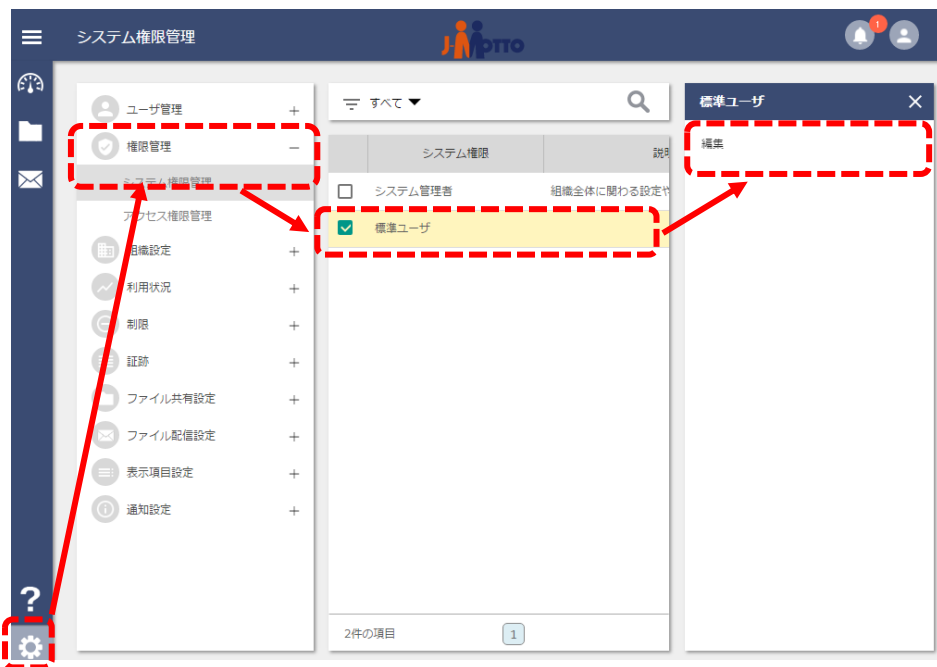 システム権限管理
J-MOTTO
1
ユーザ管理 +
権限管理 −
システム権限管理
アクセス権限管理
組織設定 +
利用状況 +
制限 +
証跡 +
ファイル共有設定 +
ファイル配信設定 +
表示項目設定 +
通知設定 +
すべて ▼
システム権限 説明
システム管理者 組織全体に関わる設定や
標準ユーザ
2件の項目 1
標準ユーザ ×
編集
?